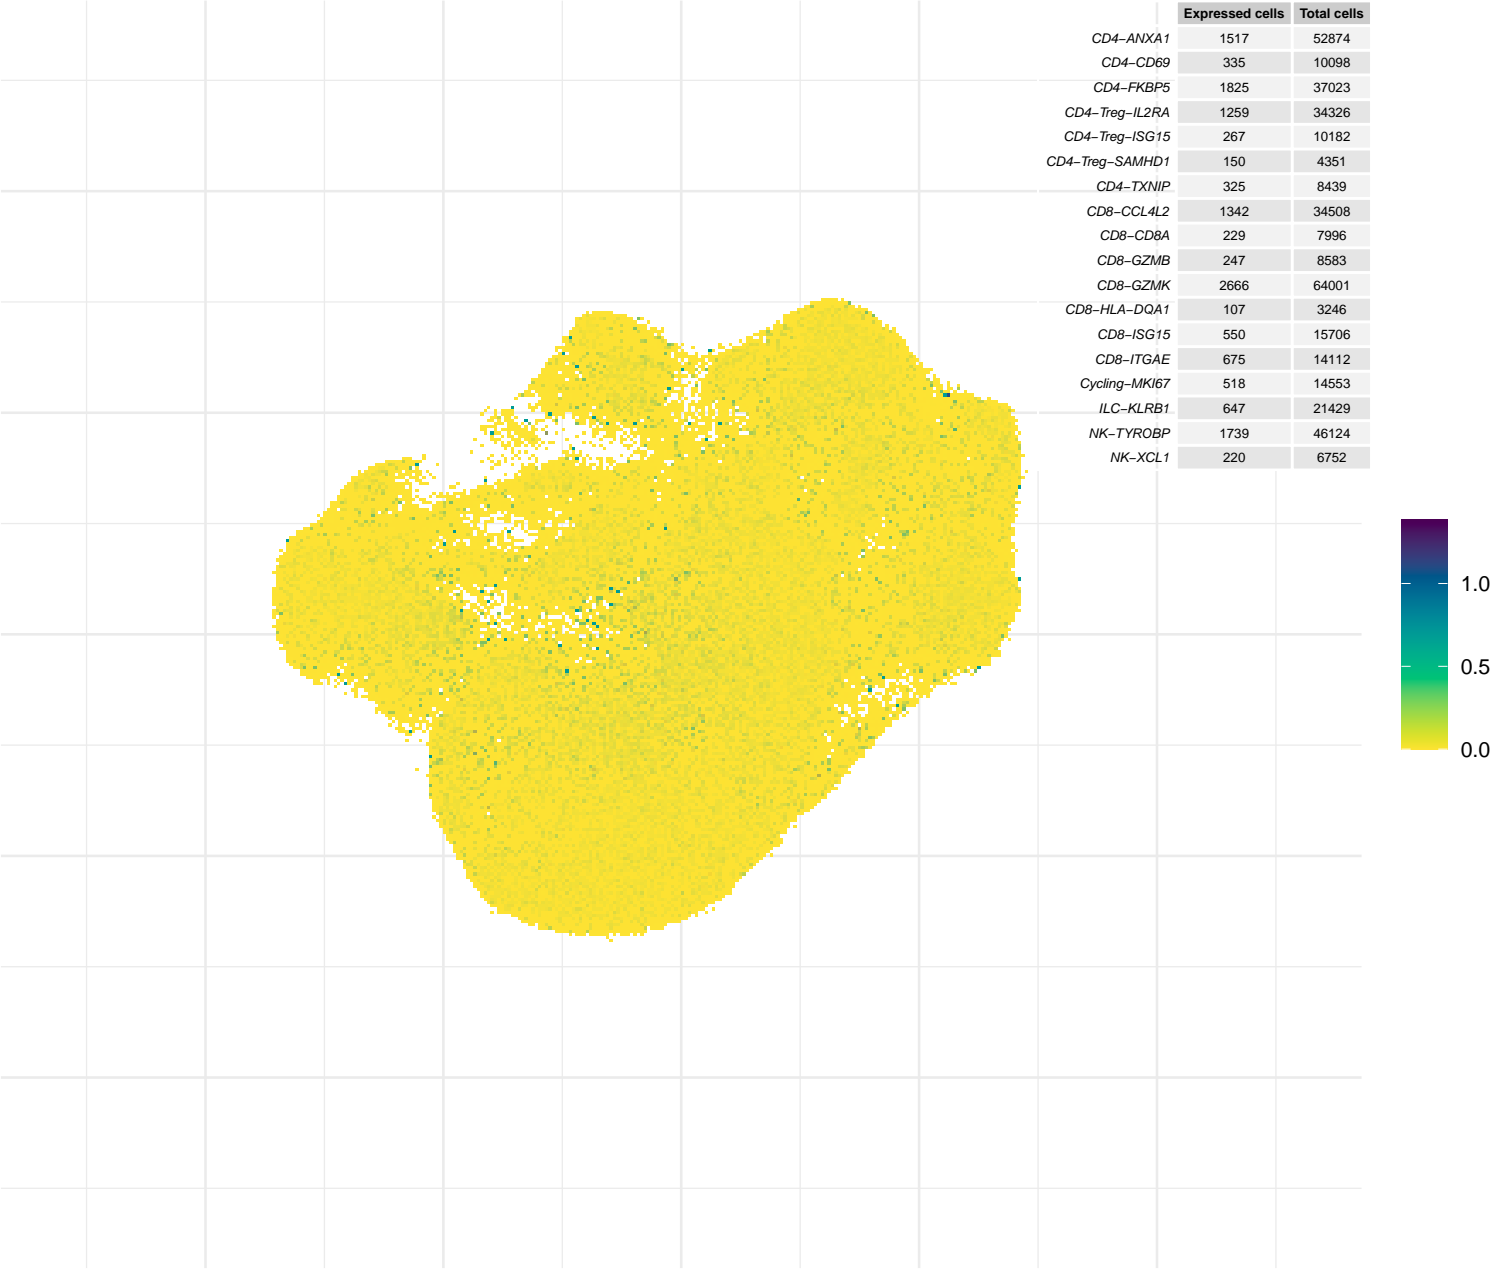 Expressed cells Total cells
CD4−ANXA1 1517 52874
CD4−CD69 335 10098
CD4−FKBP5 1825 37023
CD4−Treg−IL2RA 1259 34326
CD4−Treg−ISG15 267 10182
CD4−Treg−SAMHD1 150 4351
CD4−TXNIP 325 8439
CD8−CCL4L2 1342 34508
CD8−CD8A 229 7996
CD8−GZMB 247 8583
CD8−GZMK 2666 64001
CD8−HLA−DQA1 107 3246
CD8−ISG15 550 15706
CD8−ITGAE 675 14112
Cycling−MKI67 518 14553
ILC−KLRB1 647 21429
NK−TYROBP 1739 46124
NK−XCL1 220 6752
1.0
0.5
0.0